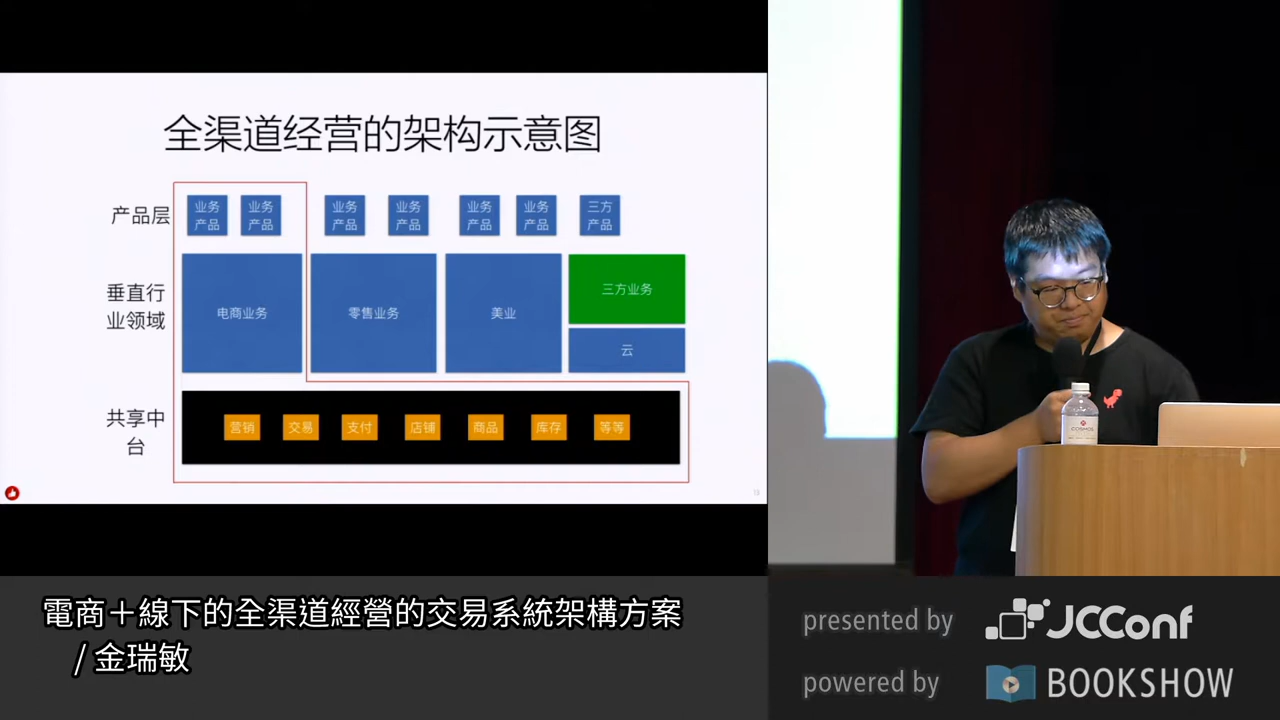 全渠道经营的架构示意图
产品层
业务
产品
业务
产品
业务
产品
业务
产品
业务
产品
业务
产品
三方
产品
垂直行
业领域
电商业务
零售业务
美业
三方业务
云
共享中
台
营销
交易
支付
店铺
商品
库存
等等
19
COSMOS
電商＋線下的全渠道經營的交易系統架構方案
/ 金瑞敏
presented by
JCConf
powered by
BOOKSHOW